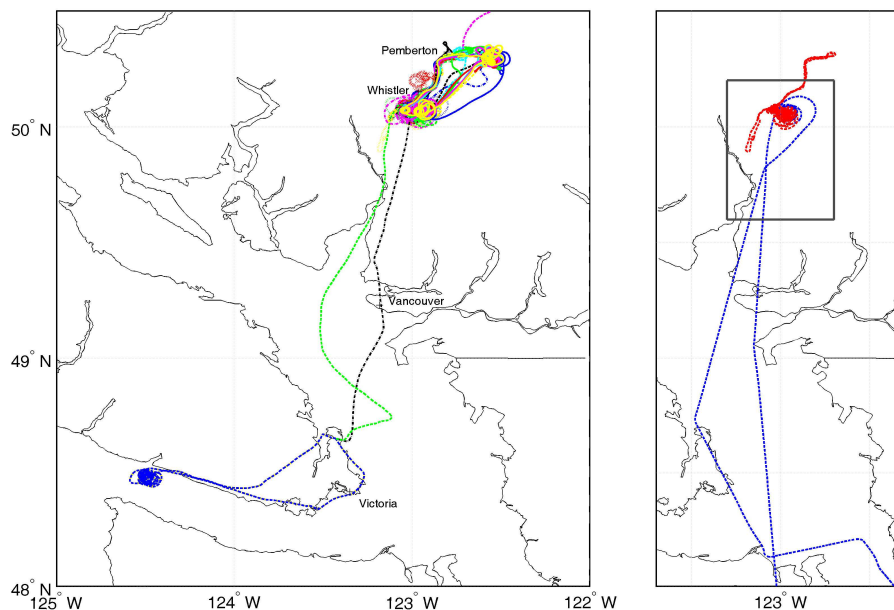 Pemberton
Whistler
50° N
Vancouver
49° N
Victoria
48° N
125° W
124° W
123° W
122° W
123° W